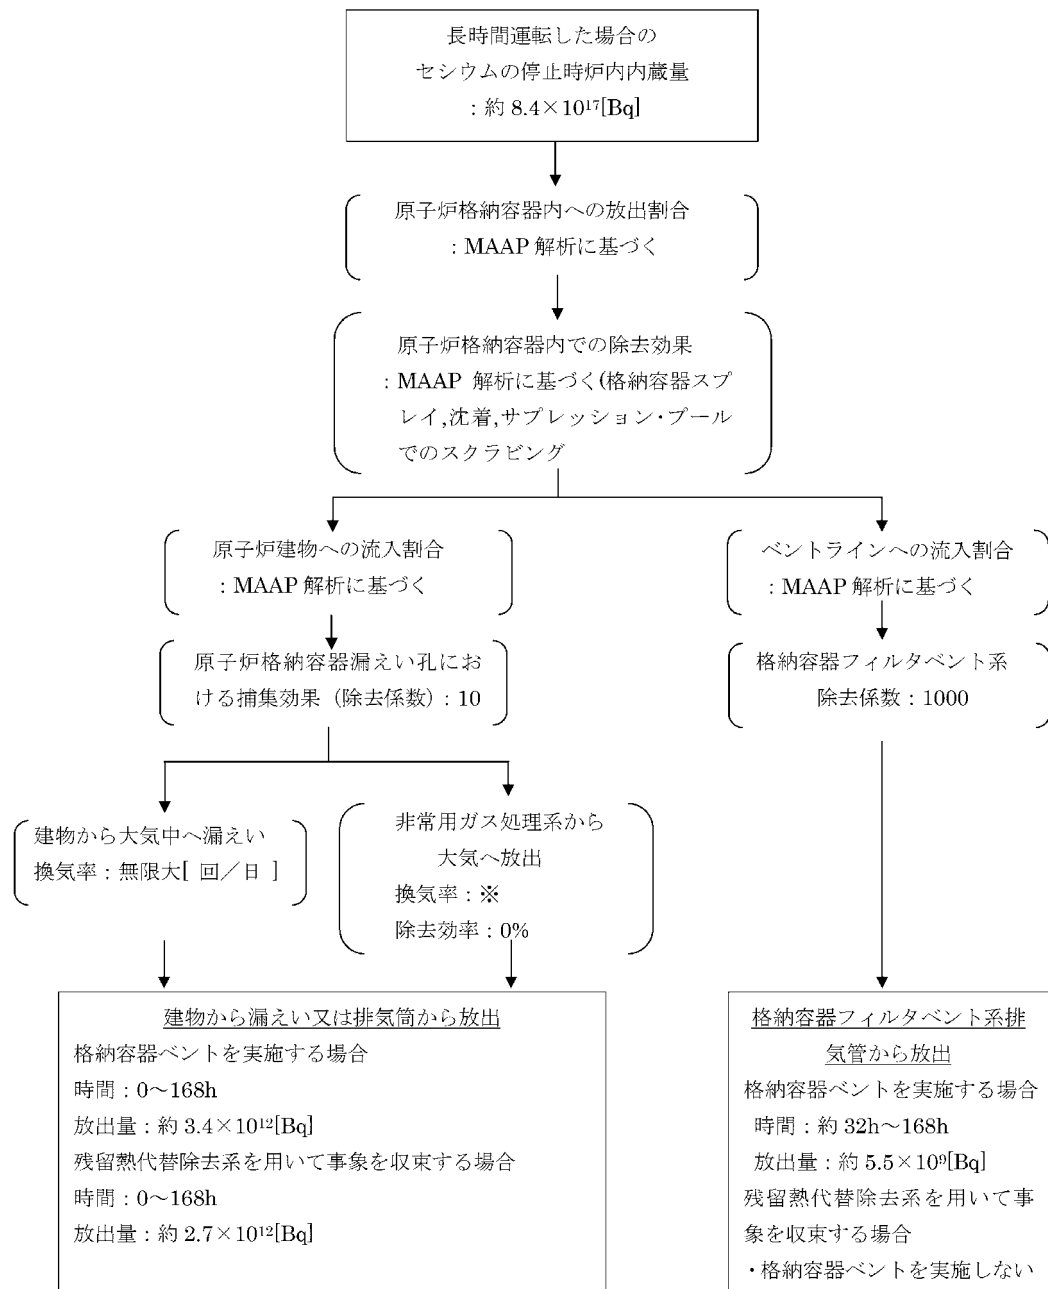 長時間運転した場合の
セシウムの停止時炉内内蔵量
：約 8.4×10¹⁷[Bq]
原子炉格納容器内への放出割合
：MAAP 解析に基づく
原子炉格納容器内での除去効果
：MAAP 解析に基づく(格納容器スプ
レイ,沈着,サプレッション・プール
でのスクラビング
原子炉建物への流入割合
：MAAP 解析に基づく
ベントラインへの流入割合
：MAAP 解析に基づく
原子炉格納容器漏えい孔にお
ける捕集効果（除去係数）：10
格納容器フィルタベント系
除去係数：1000
建物から大気中へ漏えい
換気率：無限大[ 回／日 ]
非常用ガス処理系から
大気へ放出
換気率：※
除去効率：0%
建物から漏えい又は排気筒から放出
格納容器ベントを実施する場合
時間：0～168h
放出量：約 3.4×10¹²[Bq]
残留熱代替除去系を用いて事象を収束する場合
時間：0～168h
放出量：約 2.7×10¹²[Bq]
格納容器フィルタベント系排
気管から放出
格納容器ベントを実施する場合
時間：約 32h～168h
放出量：約 5.5×10⁹[Bq]
残留熱代替除去系を用いて事
象を収束する場合
・格納容器ベントを実施しない